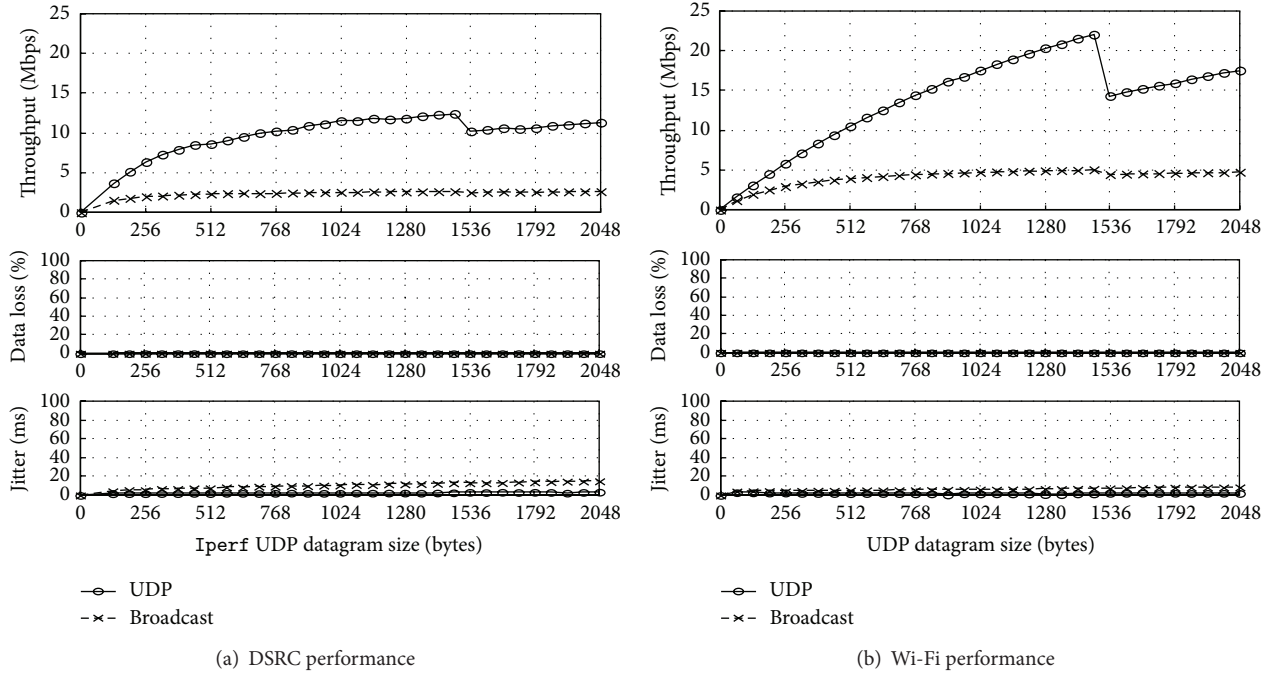 25
20
15
10
5
0
Throughput (Mbps)
0 256 512 768 1024 1280 1536 1792 2048
100
80
60
40
20
0
Data loss (%)
0 256 512 768 1024 1280 1536 1792 2048
100
80
60
40
20
0
Jitter (ms)
0 256 512 768 1024 1280 1536 1792 2048
Iperf UDP datagram size (bytes)
UDP
Broadcast
(a) DSRC performance
25
20
15
10
5
0
Throughput (Mbps)
0 256 512 768 1024 1280 1536 1792 2048
100
80
60
40
20
0
Data loss (%)
0 256 512 768 1024 1280 1536 1792 2048
100
80
60
40
20
0
Jitter (ms)
0 256 512 768 1024 1280 1536 1792 2048
UDP datagram size (bytes)
UDP
Broadcast
(b) Wi-Fi performance